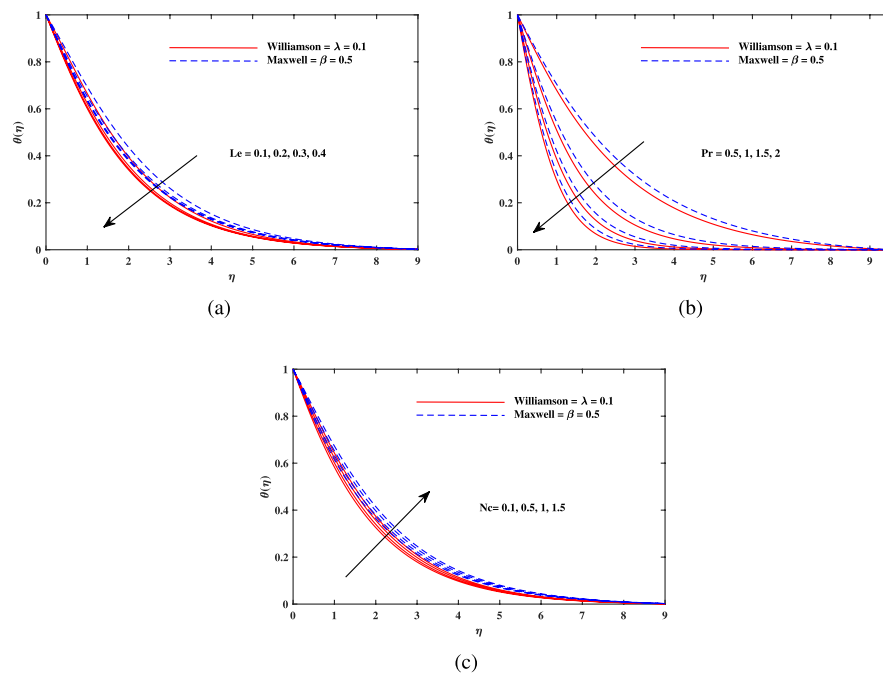 1
0.8
0.6
0.4
0.2
0
θ(η)
Williamson = λ = 0.1
Maxwell = β = 0.5
Le = 0.1, 0.2, 0.3, 0.4
0 1 2 3 4 5 6 7 8 9
η
(a)
1
0.8
0.6
0.4
0.2
0
θ(η)
Williamson = λ = 0.1
Maxwell = β = 0.5
Pr = 0.5, 1, 1.5, 2
0 1 2 3 4 5 6 7 8 9
η
(b)
1
0.8
0.6
0.4
0.2
0
θ(η)
Williamson = λ = 0.1
Maxwell = β = 0.5
Nc= 0.1, 0.5, 1, 1.5
0 1 2 3 4 5 6 7 8 9
η
(c)